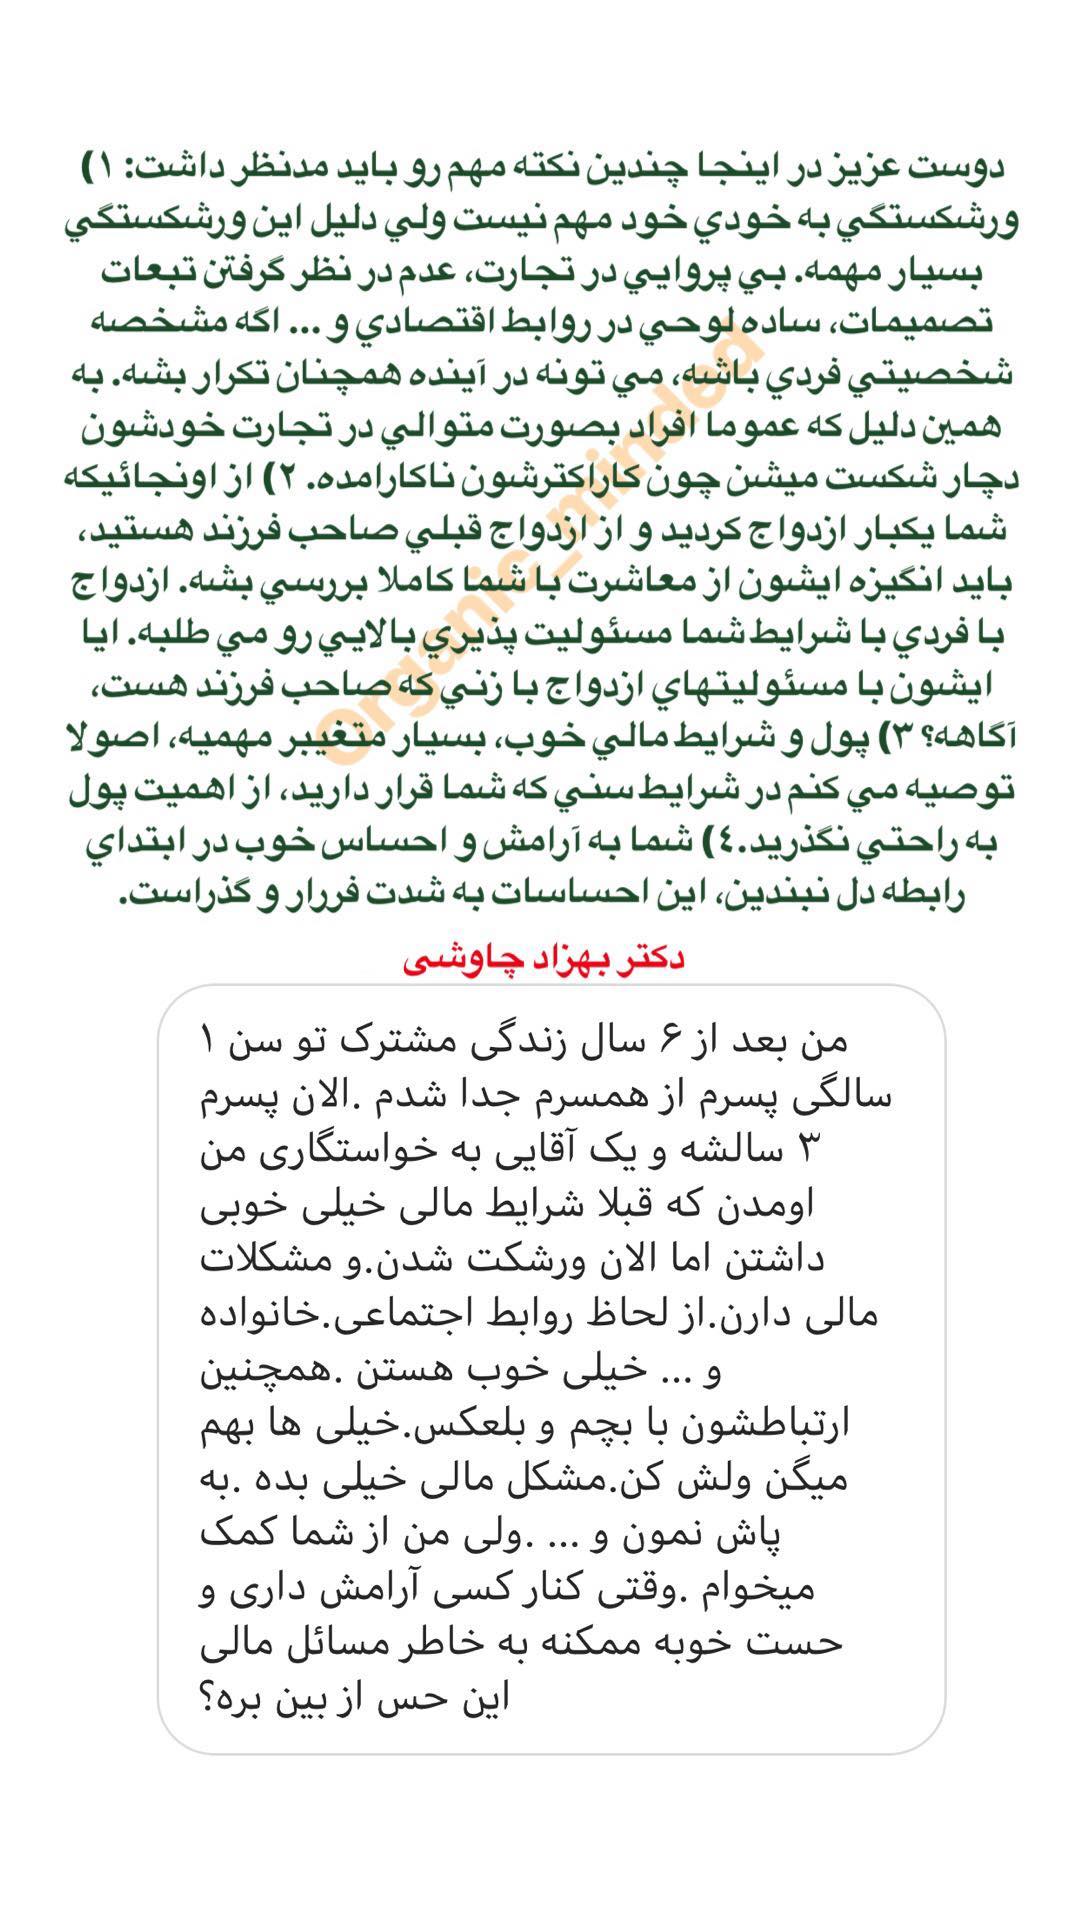 دوست عزيز در اينجا چندين نكته مهم رو بايد مدنظر داشت: ١)
ورشكستگي به خودي خود مهم نيست ولي دليل اين ورشكستگي
بسيار مهمه. بي پروايي در تجارت، عدم در نظر گرفتن تبعات
تصميمات، ساده لوحي در روابط اقتصادي و ... اگه مشخصه
شخصيتي فردي باشه، مي تونه در آينده همچنان تكرار بشه. به
همين دليل كه عموما افراد بصورت متوالي در تجارت خودشون
دچار شكست ميشن چون كاراكترشون ناكارامده. ٢) از اونجائيكه
شما يكبار ازدواج كرديد و از ازدواج قبلي صاحب فرزند هستيد،
بايد انگيزه ايشون از معاشرت با شما كاملا بررسي بشه. ازدواج
با فردي با شرايط شما مسئوليت پذيري بالايي رو مي طلبه. ايا
ايشون با مسئوليتهاي ازدواج با زني كه صاحب فرزند هست،
آگاهه؟ ٣) پول و شرايط مالي خوب، بسيار متغيبر مهميه، اصولا
توصيه مي كنم در شرايط سني كه شما قرار داريد، از اهميت پول
به راحتي نگذريد.٤) شما به آرامش و احساس خوب در ابتداي
رابطه دل نبندين، اين احساسات به شدت فررار و گذراست.
Organic_minded
دکتر بهزاد چاوشی
من بعد از ۶ سال زندگی مشترک تو سن ۱
سالگی پسرم از همسرم جدا شدم .الان پسرم
۳ سالشه و یک آقایی به خواستگاری من
اومدن که قبلا شرایط مالی خیلی خوبی
داشتن اما الان ورشکت شدن.و مشکلات
مالی دارن.از لحاظ روابط اجتماعی.خانواده
و ... خیلی خوب هستن .همچنین
ارتباطشون با بچم و بلعکس.خیلی ها بهم
میگن ولش کن.مشکل مالی خیلی بده .به
پاش نمون و ... .ولی من از شما کمک
میخوام .وقتی کنار کسی آرامش داری و
حست خوبه ممکنه به خاطر مسائل مالی
این حس از بین بره؟